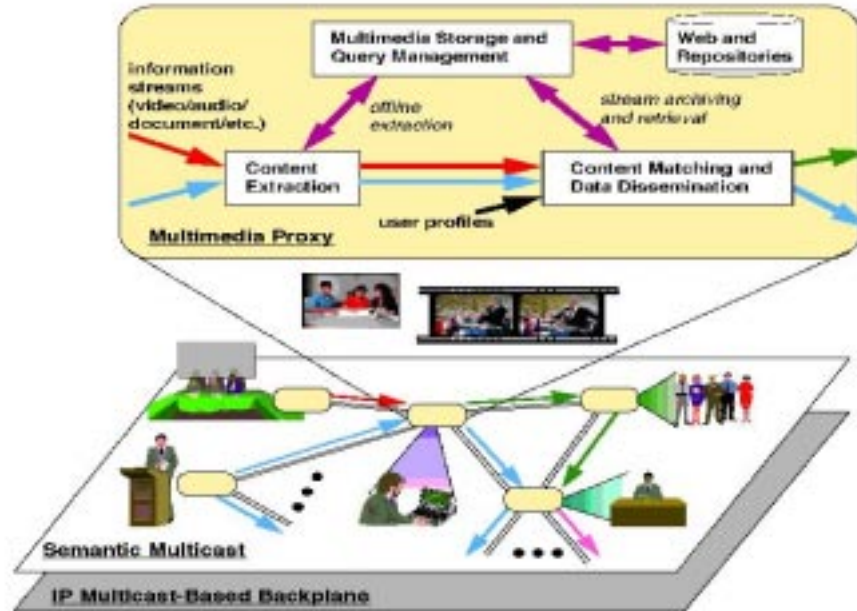 Multimedia Storage and
Query Management
Web and
Repositories
information
streams
(video/audio/
document/etc.)
offline
extraction
stream archiving
and retrieval
Content
Extraction
Content Matching and
Data Dissemination
user profiles
Multimedia Proxy
Semantic Multicast
IP Multicast-Based Backplane